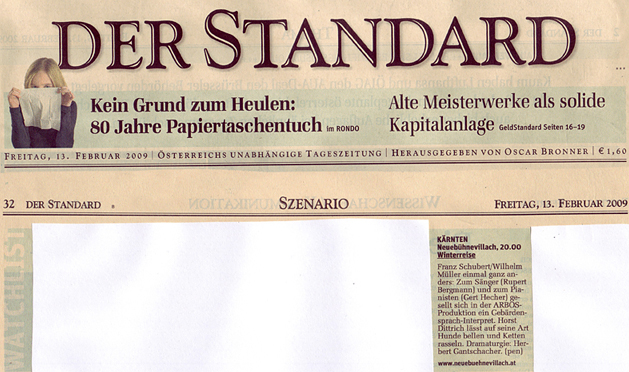 DER STANDARD
Kein Grund zum Heulen:
80 Jahre Papiertaschentuch im RONDO
Alte Meisterwerke als solide
Kapitalanlage GeldStandard Seiten 16–19
FREITAG, 13. FEBRUAR 2009 | ÖSTERREICHS UNABHÄNGIGE TAGESZEITUNG | HERAUSGEGEBEN VON OSCAR BRONNER | € 1,60
32 DER STANDARD
SZENARIO
FREITAG, 13. FEBRUAR 2009
WATCHLIST
KÄRNTEN
Neuebühnevillach, 20.00
Winterreise
Franz Schubert/Wilhelm
Müller einmal ganz an-
ders: Zum Sänger (Rupert
Bergmann) und zum Pia-
nisten (Gert Hecher) ge-
sellt sich in der ARBOS-
Produktion ein Gebärden-
sprach-Interpret. Horst
Dittrich lässt auf seine Art
Hunde bellen und Ketten
rasseln. Dramaturgie: Her-
bert Gantschacher. (pen)
www.neuebuehnevillach.at